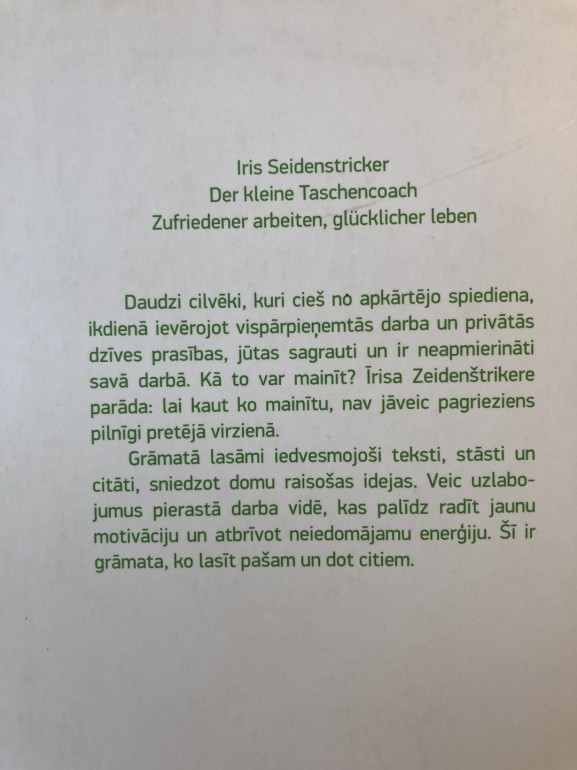 Iris Seidenstricker
Der kleine Taschencoach
Zufriedener arbeiten, glücklicher leben
Daudzi cilvēki, kuri cieš no apkārtējo spiediena,
ikdienā ievērojot vispārpieņemtās darba un privātās
dzīves prasības, jūtas sagrauti un ir neapmierināti
savā darbā. Kā to var mainīt? Īrisa Zeidenštrikere
parāda: lai kaut ko mainītu, nav jāveic pagrieziens
pilnīgi pretējā virzienā.
Grāmatā lasāmi iedvesmojoši teksti, stāsti un
citāti, sniedzot domu raisošas idejas. Veic uzlabo-
jumus pierastā darba vidē, kas palīdz radīt jaunu
motivāciju un atbrīvot neiedomājamu enerģiju. Šī ir
grāmata, ko lasīt pašam un dot citiem.